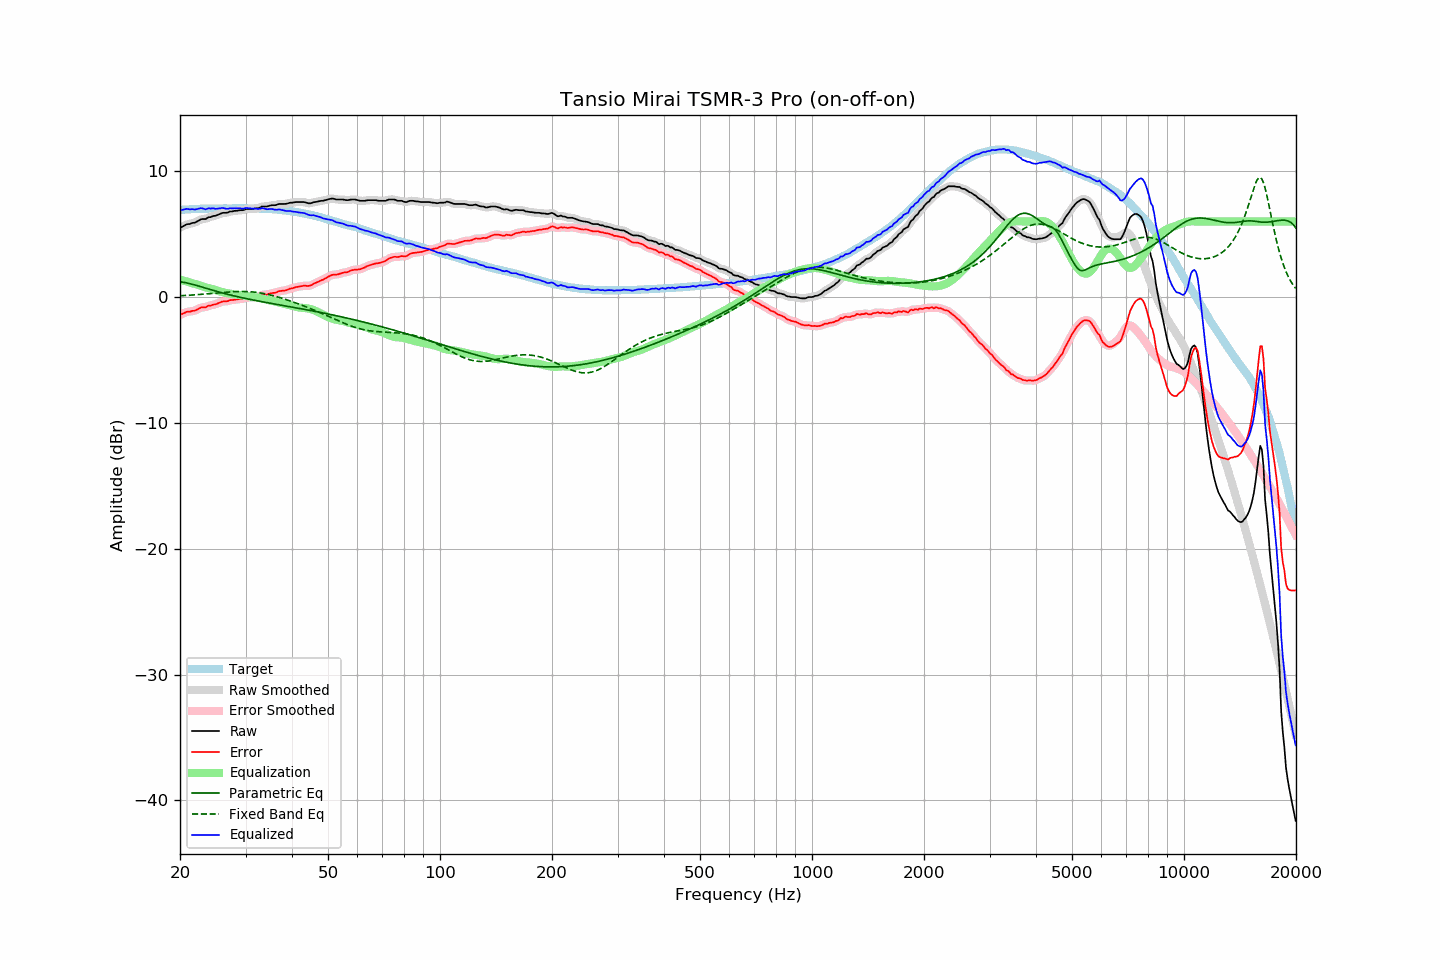 Tansio Mirai TSMR-3 Pro (on-off-on)
10
0
−10
−20
−30
−40
Amplitude (dBr)
Target
Raw Smoothed
Error Smoothed
Raw
Error
Equalization
Parametric Eq
Fixed Band Eq
Equalized
20 50 100 200 500 1000 2000 5000 10000 20000
Frequency (Hz)